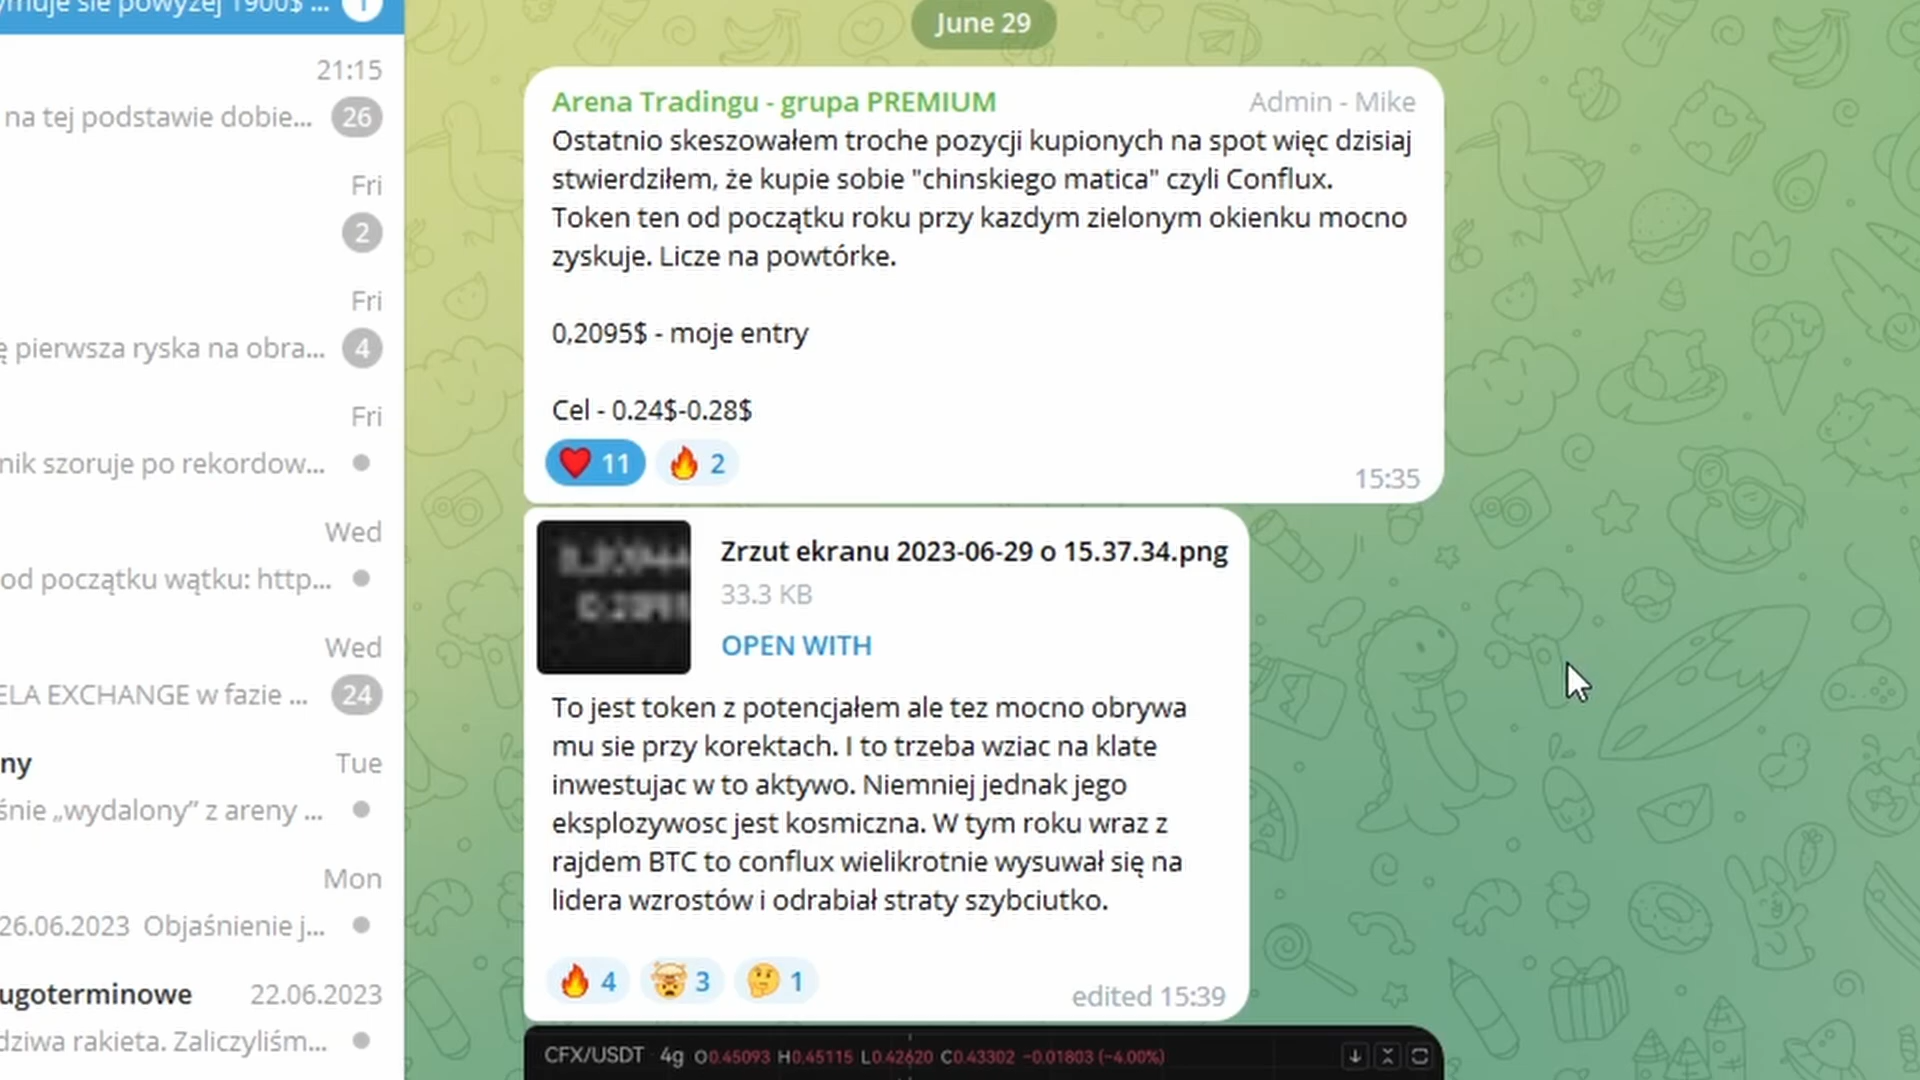 ymuje sie powyżej 1900$ ...
1
21:15
na tej podstawie dobie...
26
Fri
2
Fri
ę pierwsza ryska na obra...
4
Fri
nik szoruje po rekordow...
Wed
od początku wątku: http...
Wed
ELA EXCHANGE w fazie ...
24
ny
Tue
śnie „wydalony” z areny ...
Mon
26.06.2023 Objaśnienie j...
ugoterminowe
22.06.2023
dziwa rakieta. Zaliczyliśm...
June 29
Arena Tradingu - grupa PREMIUM
Admin - Mike
Ostatnio skeszowałem troche pozycji kupionych na spot więc dzisiaj
stwierdziłem, że kupie sobie "chinskiego matica" czyli Conflux.
Token ten od początku roku przy kazdym zielonym okienku mocno
zyskuje. Licze na powtórke.
0,2095$ - moje entry
Cel - 0.24$-0.28$
11
2
15:35
Zrzut ekranu 2023-06-29 o 15.37.34.png
33.3 KB
OPEN WITH
To jest token z potencjałem ale tez mocno obrywa
mu sie przy korektach. I to trzeba wziac na klate
inwestujac w to aktywo. Niemniej jednak jego
eksplozywosc jest kosmiczna. W tym roku wraz z
rajdem BTC to conflux wielikrotnie wysuwał się na
lidera wzrostów i odrabiał straty szybciutko.
4
3
1
edited 15:39
CFX/USDT 4g O0.45093 H0.45115 L0.42620 C0.43302 −0.01803 (−4.00%)